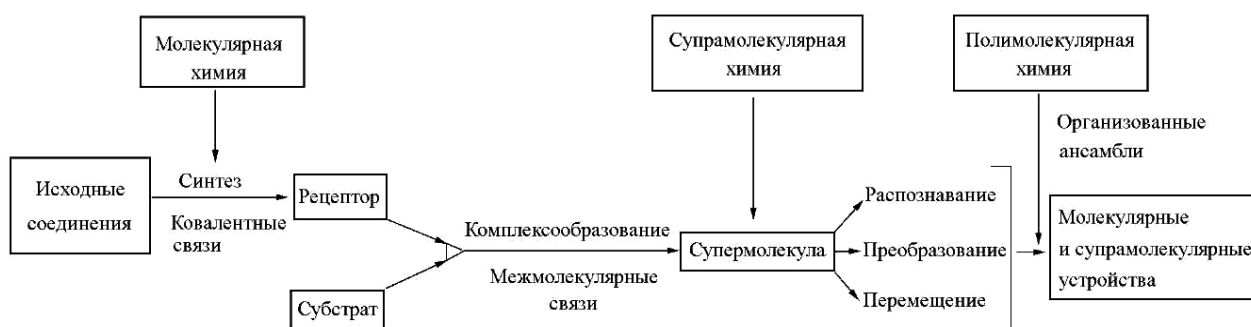 Молекулярная
химия
Супрамолекулярная
химия
Полимолекулярная
химия
Организованные
ансамбли
Исходные
соединения
Синтез
Ковалентные
связи
Рецептор
Субстрат
Комплексообразование
Межмолекулярные
связи
Супермолекула
Распознавание
Преобразование
Перемещение
Молекулярные
и супрамолекулярные
устройства